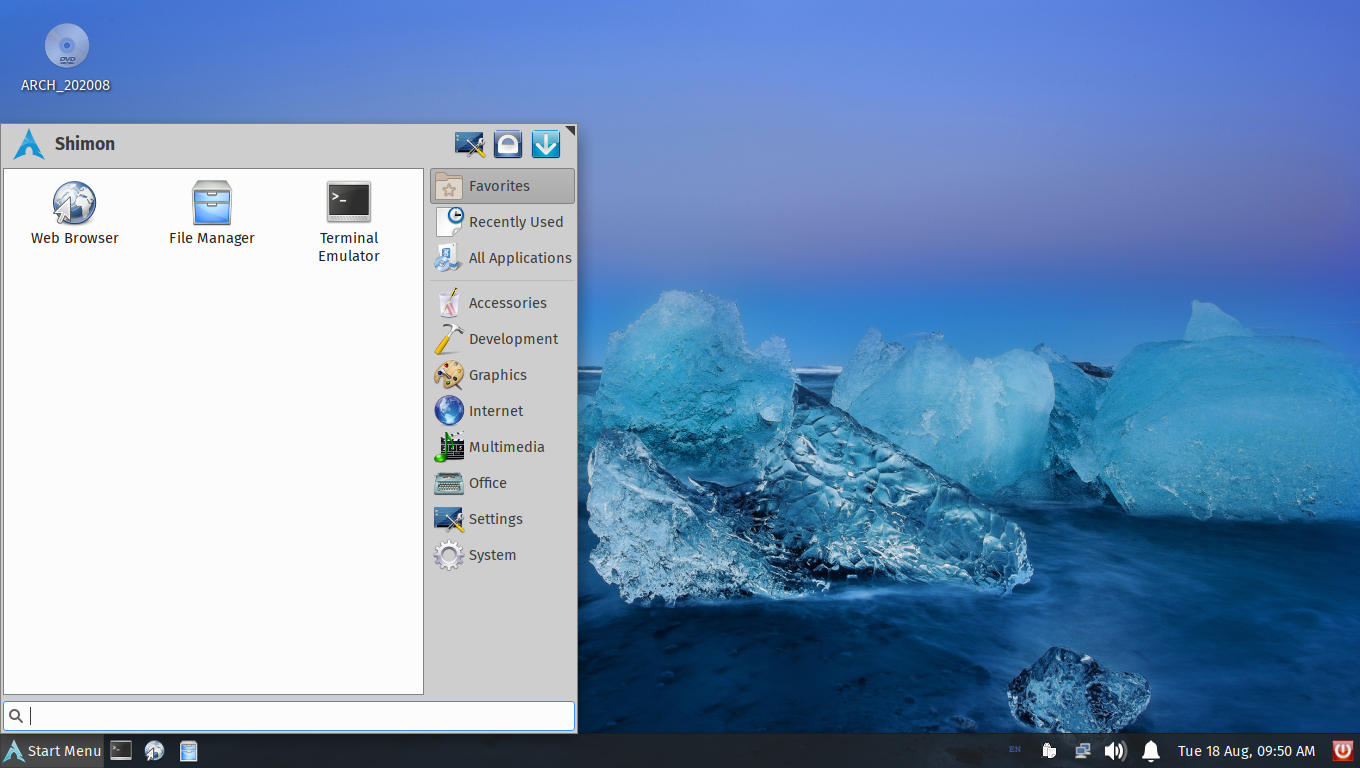 DVD
ARCH_202008
Shimon
Web Browser
File Manager
Terminal
Emulator
Favorites
Recently Used
All Applications
Accessories
Development
Graphics
Internet
Multimedia
Office
Settings
System
Start Menu
EN
Tue 18 Aug, 09:50 AM